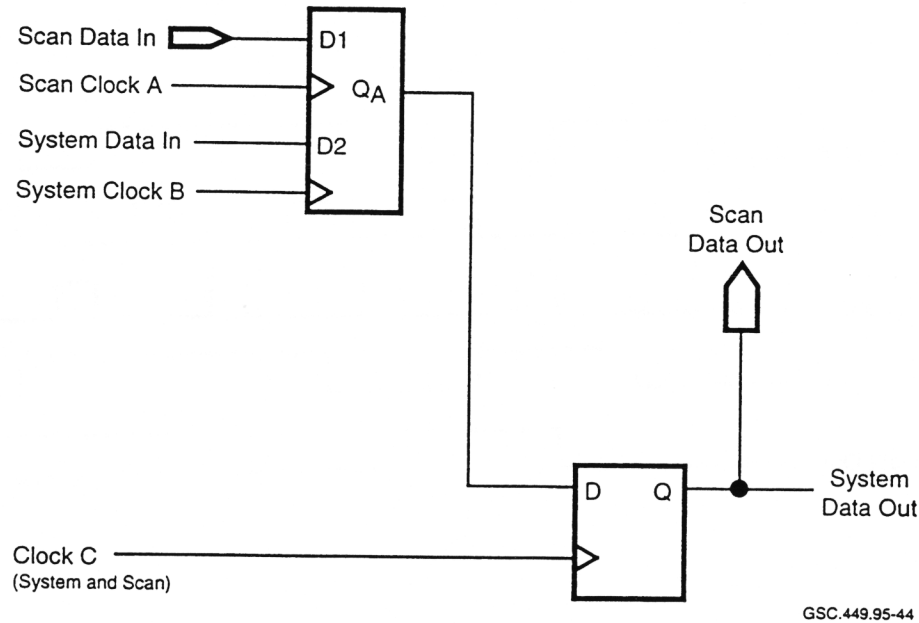 Scan Data In
D1
Scan Clock A
QA
System Data In
D2
System Clock B
Scan
Data Out
D
Q
System
Data Out
Clock C
(System and Scan)
GSC.449.95-44